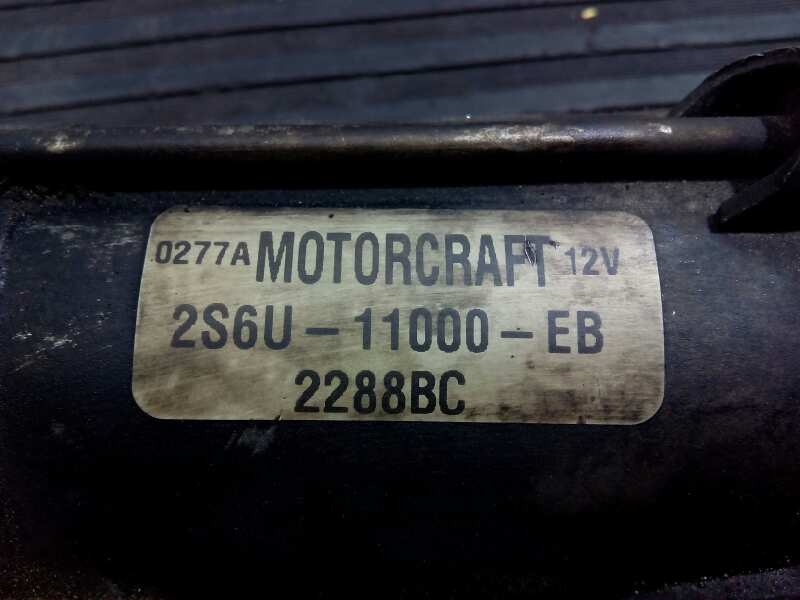 0277A MOTORCRAFT 12V
2S6U-11000-EB
2288BC